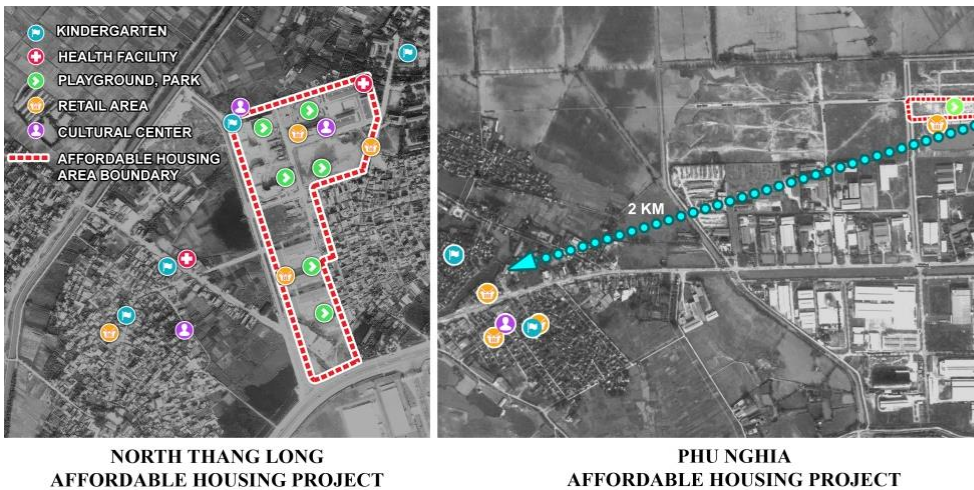 KINDERGARTEN
HEALTH FACILITY
PLAYGROUND, PARK
RETAIL AREA
CULTURAL CENTER
AFFORDABLE HOUSING
AREA BOUNDARY
2 KM
NORTH THANG LONG
AFFORDABLE HOUSING PROJECT
PHU NGHIA
AFFORDABLE HOUSING PROJECT